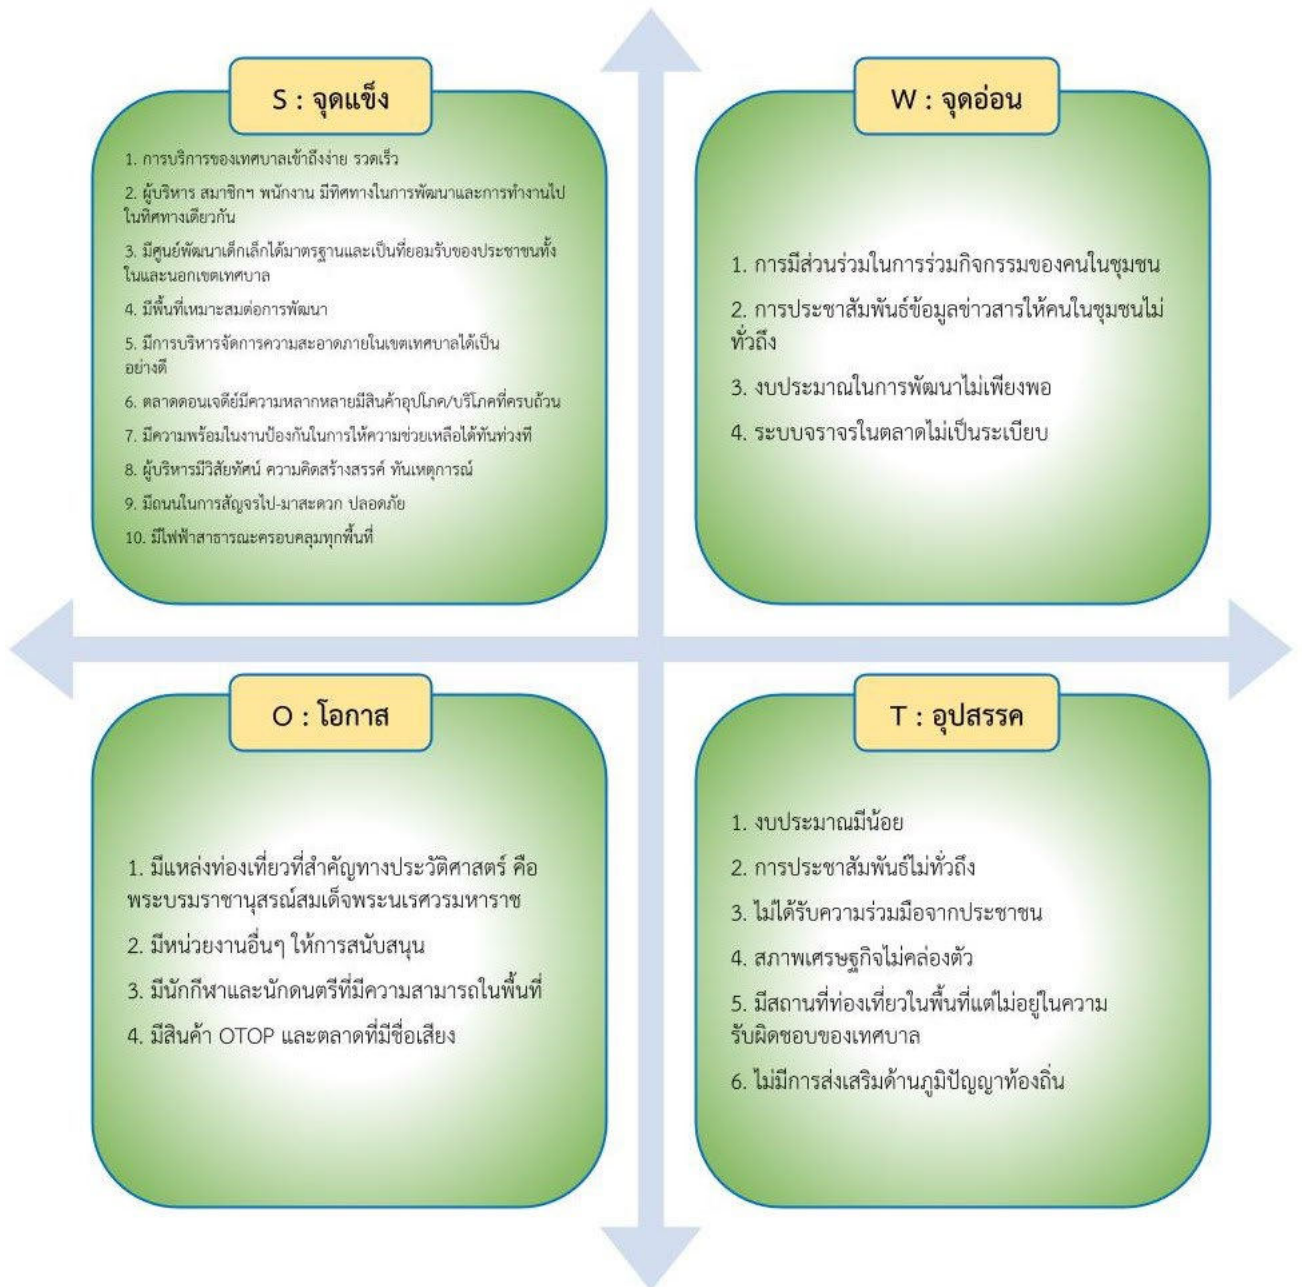 S : จุดแข็ง
1. การบริการของเทศบาลเข้าถึงง่าย รวดเร็ว
2. ผู้บริหาร สมาชิกฯ พนักงาน มีทิศทางในการพัฒนาและการทำงานไป
ในทิศทางเดียวกัน
3. มีศูนย์พัฒนาเด็กเล็กได้มาตรฐานและเป็นที่ยอมรับของประชาชนทั้ง
ในและนอกเขตเทศบาล
4. มีพื้นที่เหมาะสมต่อการพัฒนา
5. มีการบริหารจัดการความสะอาดภายในเขตเทศบาลได้เป็น
อย่างดี
6. ตลาดดอนเจดีย์มีความหลากหลายมีสินค้าอุปโภค/บริโภคที่ครบถ้วน
7. มีความพร้อมในงานป้องกันในการให้ความช่วยเหลือได้ทันท่วงที
8. ผู้บริหารมีวิสัยทัศน์ ความคิดสร้างสรรค์ ทันเหตุการณ์
9. มีถนนในการสัญจรไป-มาสะดวก ปลอดภัย
10. มีไฟฟ้าสาธารณะครอบคลุมทุกพื้นที่
W : จุดอ่อน
1. การมีส่วนร่วมในการร่วมกิจกรรมของคนในชุมชน
2. การประชาสัมพันธ์ข้อมูลข่าวสารให้คนในชุมชนไม่
ทั่วถึง
3. งบประมาณในการพัฒนาไม่เพียงพอ
4. ระบบจราจรในตลาดไม่เป็นระเบียบ
O : โอกาส
1. มีแหล่งท่องเที่ยวที่สำคัญทางประวัติศาสตร์ คือ
พระบรมราชานุสรณ์สมเด็จพระนเรศวรมหาราช
2. มีหน่วยงานอื่นๆ ให้การสนับสนุน
3. มีนักกีฬาและนักดนตรีที่มีความสามารถในพื้นที่
4. มีสินค้า OTOP และตลาดที่มีชื่อเสียง
T : อุปสรรค
1. งบประมาณมีน้อย
2. การประชาสัมพันธ์ไม่ทั่วถึง
3. ไม่ได้รับความร่วมมือจากประชาชน
4. สภาพเศรษฐกิจไม่คล่องตัว
5. มีสถานที่ท่องเที่ยวในพื้นที่แต่ไม่อยู่ในความ
รับผิดชอบของเทศบาล
6. ไม่มีการส่งเสริมด้านภูมิปัญญาท้องถิ่น